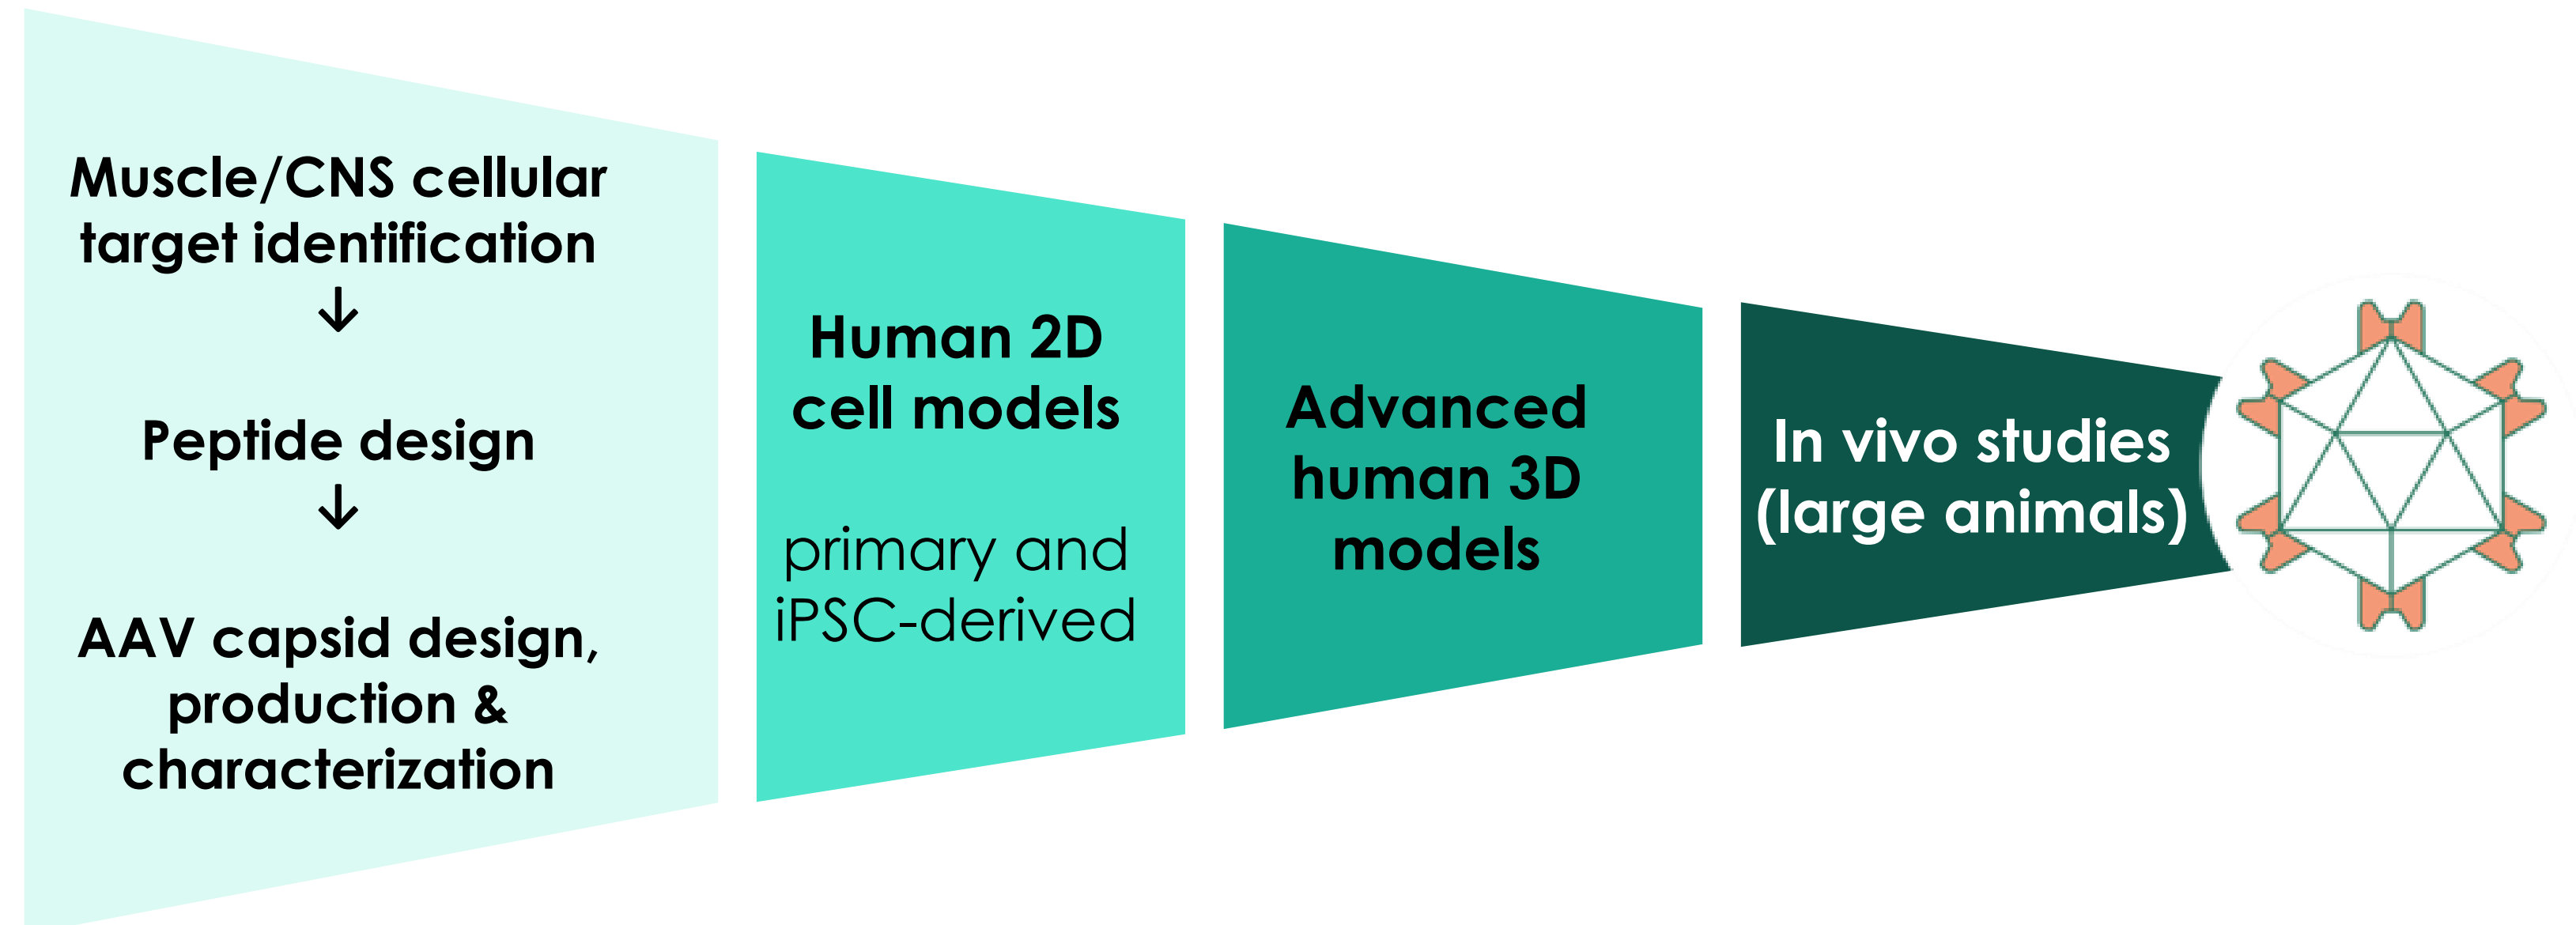 Muscle/CNS cellular
target identification
↓
Peptide design
↓
AAV capsid design,
production &
characterization
Human 2D
cell models
primary and
iPSC-derived
Advanced
human 3D
models
In vivo studies
(large animals)